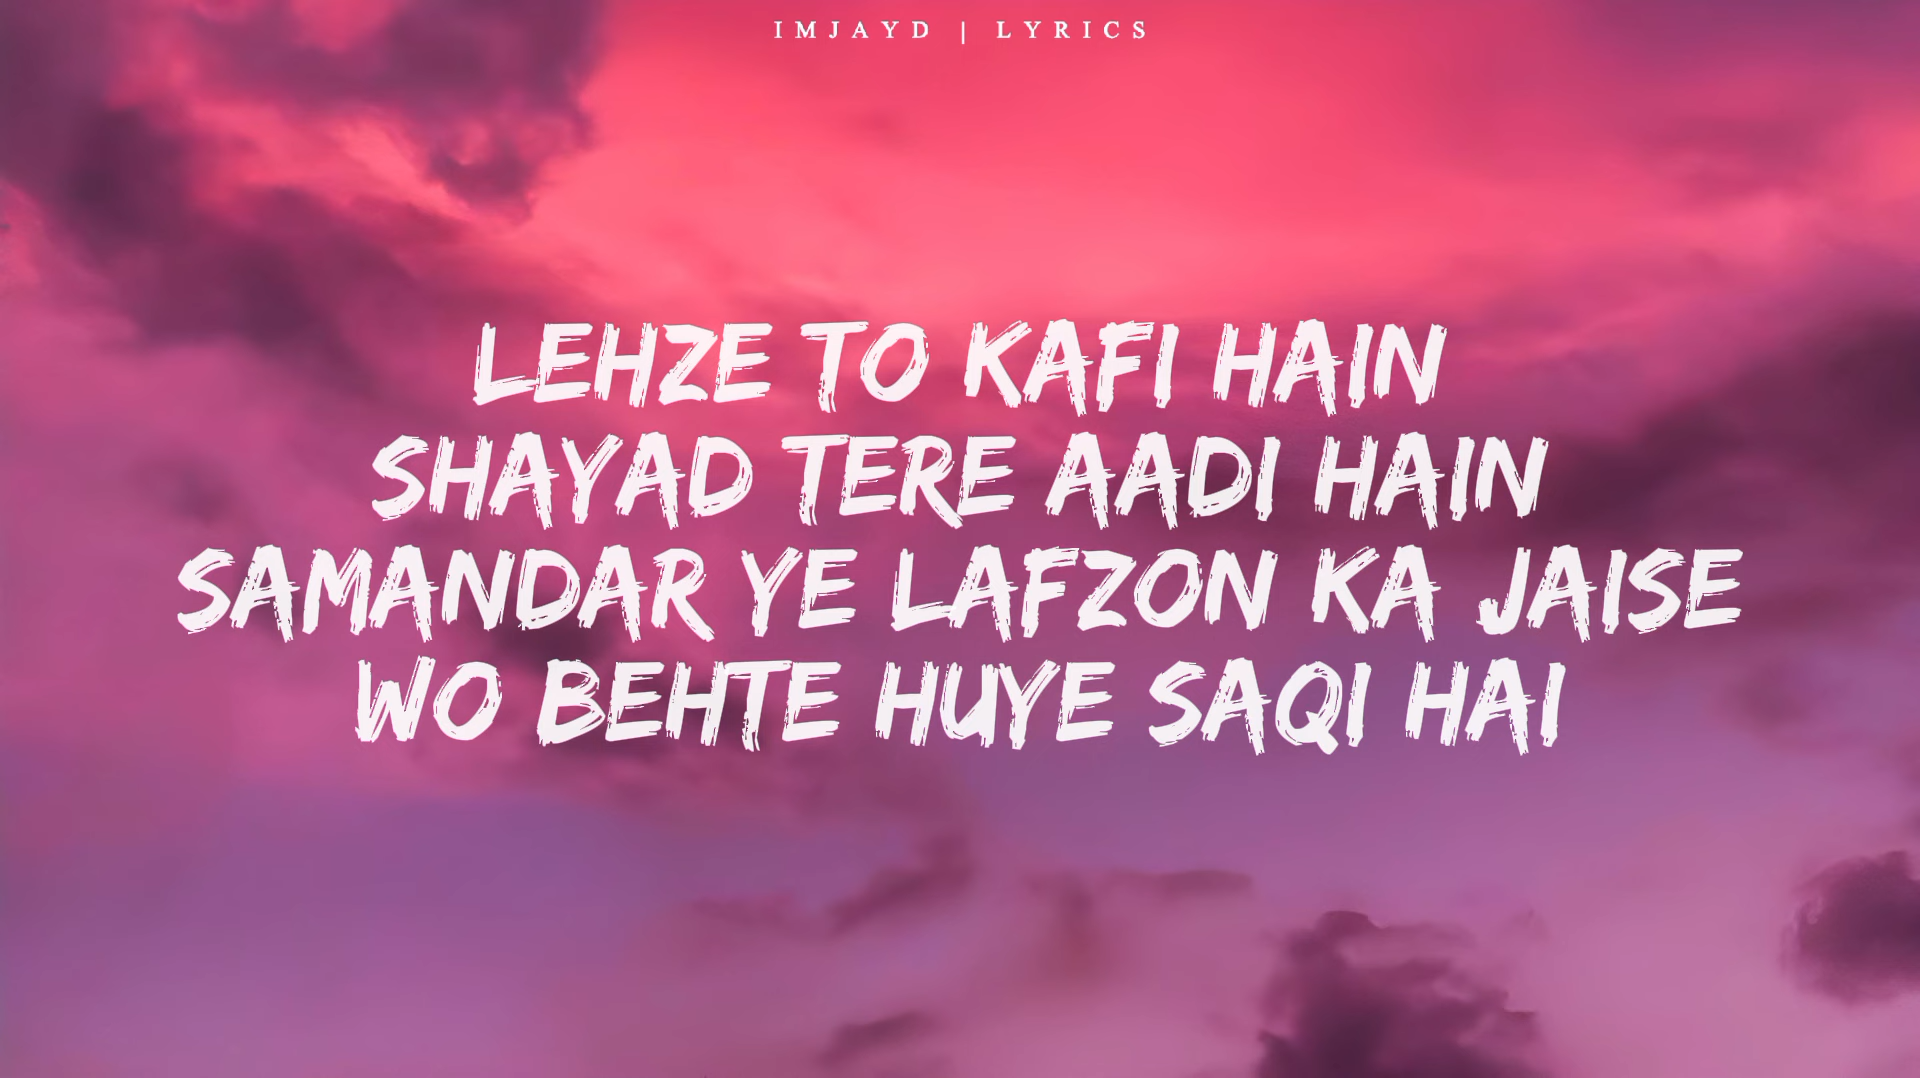 IMJAYD | LYRICS
LEHZE TO KAFI HAIN
SHAYAD TERE AADI HAIN
SAMANDAR YE LAFZON KA JAISE
WO BEHTE HUYE SAQI HAI